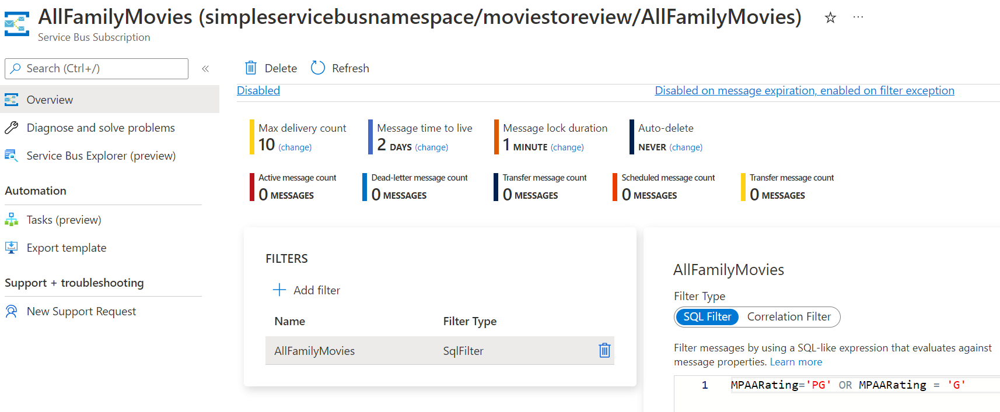 AllFamilyMovies (simpleservicebusnamespace/moviestoreview/AllFamilyMovies)
Service Bus Subscription
Search (Ctrl+/)
Delete
Refresh
Disabled
Disabled on message expiration, enabled on filter exception
Overview
Diagnose and solve problems
Service Bus Explorer (preview)
Automation
Tasks (preview)
Export template
Support + troubleshooting
New Support Request
Max delivery count
10 (change)
Message time to live
2 DAYS (change)
Message lock duration
1 MINUTE (change)
Auto-delete
NEVER (change)
Active message count
0 MESSAGES
Dead-letter message count
0 MESSAGES
Transfer message count
0 MESSAGES
Scheduled message count
0 MESSAGES
Transfer message count
0 MESSAGES
FILTERS
Add filter
Name Filter Type
AllFamilyMovies SqlFilter
AllFamilyMovies
Filter Type
SQL Filter Correlation Filter
Filter messages by using a SQL-like expression that evaluates against
message properties. Learn more
1 MPAARating='PG' OR MPAARating = 'G'